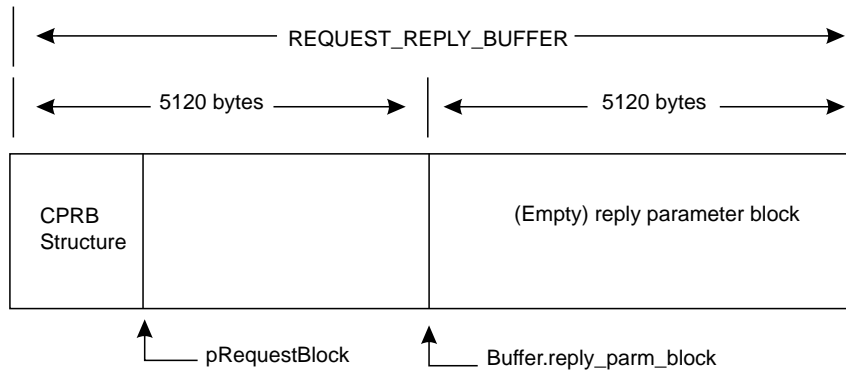 REQUEST_REPLY_BUFFER
5120 bytes
5120 bytes
CPRB
Structure
(Empty) reply parameter block
pRequestBlock
Buffer.reply_parm_block